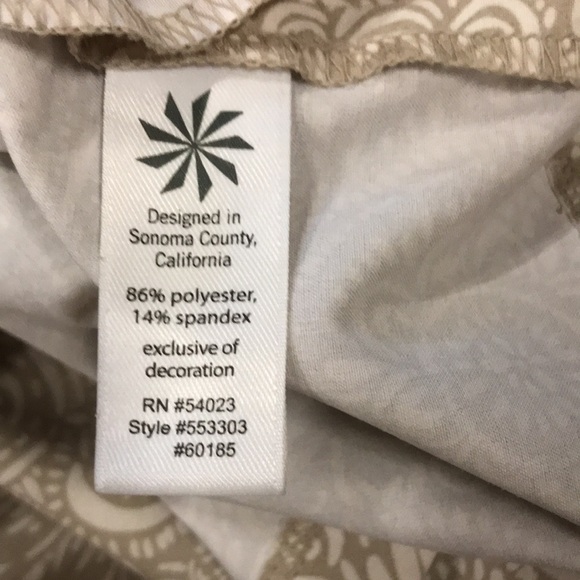 Designed in
Sonoma County,
California
86% polyester,
14% spandex
exclusive of
decoration
RN #54023
Style #553303
#60185